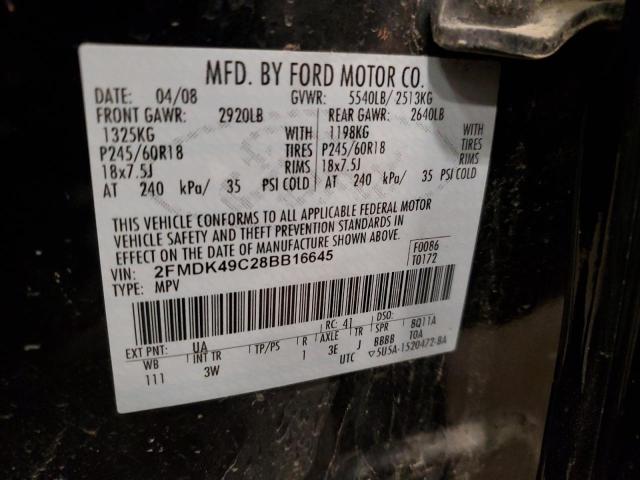 MFD. BY FORD MOTOR CO.
DATE: 04/08 GVWR: 5540LB/ 2513KG
FRONT GAWR: 2920LB REAR GAWR: 2640LB
1325KG WITH 1198KG WITH
P245/60R18 TIRES P245/60R18 TIRES
18x7.5J RIMS 18x7.5J RIMS
AT 240 kPa/ 35 PSI COLD AT 240 kPa/ 35 PSI COLD
THIS VEHICLE CONFORMS TO ALL APPLICABLE FEDERAL MOTOR
VEHICLE SAFETY AND THEFT PREVENTION STANDARDS IN
EFFECT ON THE DATE OF MANUFACTURE SHOWN ABOVE.
VIN: 2FMDK49C28BB16645 F0086
TYPE: MPV T0172
EXT PNT: UA RC: 41 DSO:
WB INT TR TP/PS R AXLE TR SPR BQ11A
111 3W 1 3E J BBBB TOA
UTC ▽5U5A-1520472-BA